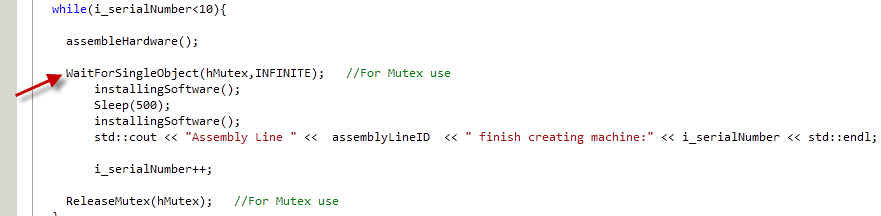 while(i_serialNumber<10){
assembleHardware();
WaitForSingleObject(hMutex,INFINITE);   //For Mutex use
installingSoftware();
Sleep(500);
installingSoftware();
std::cout << "Assembly Line " <<  assemblyLineID  << " finish creating machine:" << i_serialNumber << std::endl;
i_serialNumber++;
ReleaseMutex(hMutex);   //For Mutex use
}